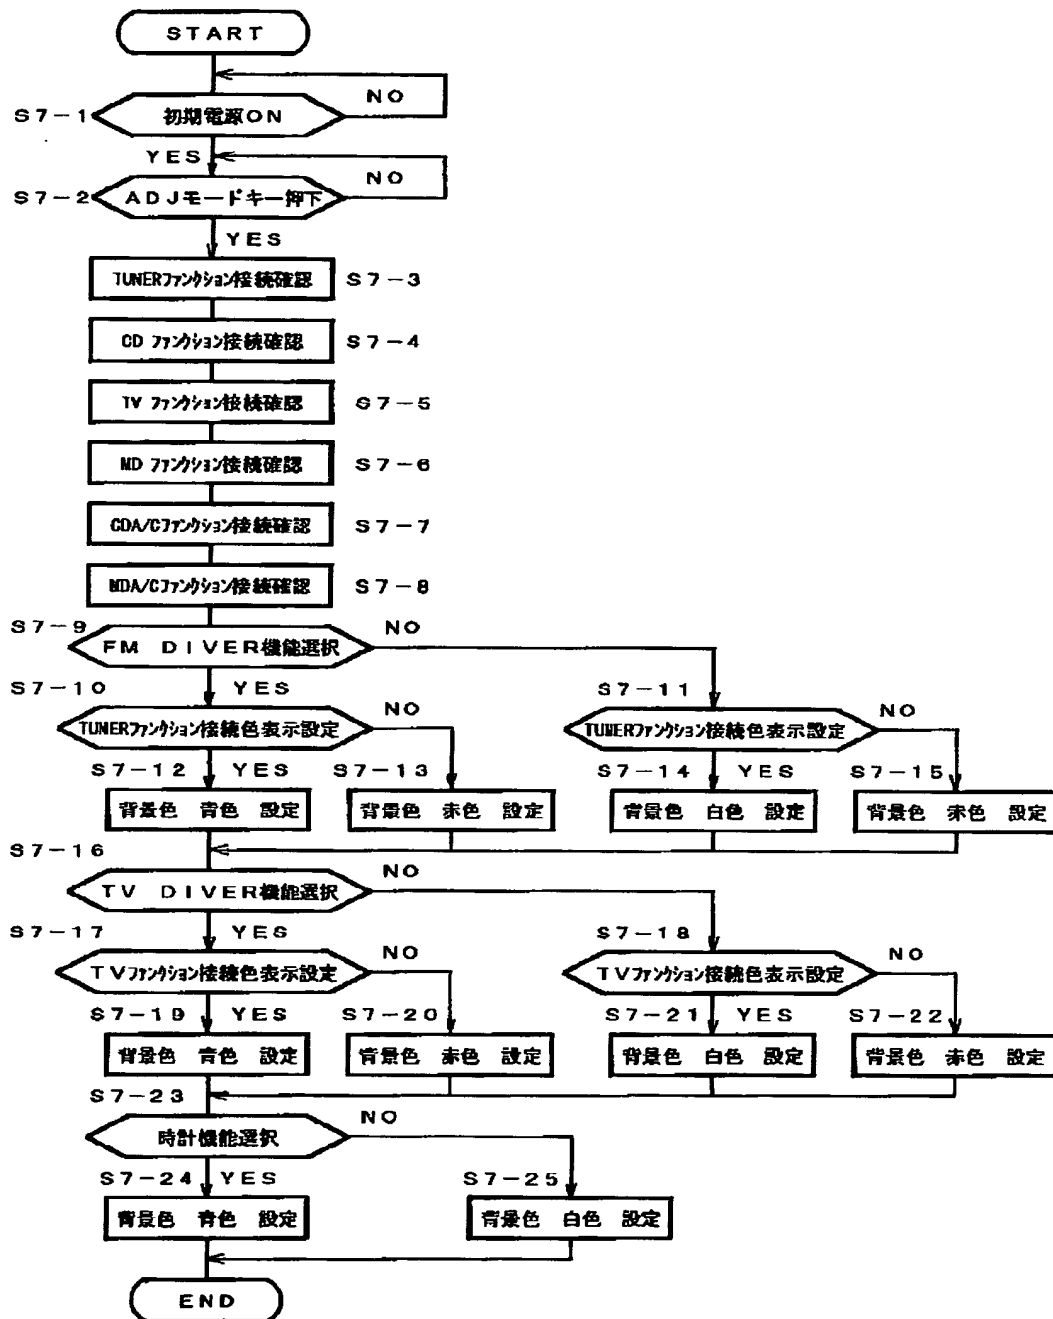 START
NO
S7-1
初期電源ON
YES
NO
S7-2
ADJモードキー押下
YES
TUNERファンクション接続確認
S7-3
CD ファンクション接続確認
S7-4
TV ファンクション接続確認
S7-5
MD ファンクション接続確認
S7-6
CDA/Cファンクション接続確認
S7-7
MDA/Cファンクション接続確認
S7-8
S7-9
NO
FM DIVER機能選択
S7-10
YES
S7-11
NO
NO
TUNERファンクション接続色表示設定
TUNERファンクション接続色表示設定
S7-12
YES
S7-13
S7-14
YES
S7-15
背景色 青色 設定
背景色 赤色 設定
背景色 白色 設定
背景色 赤色 設定
S7-16
NO
TV DIVER機能選択
S7-17
YES
S7-18
NO
NO
TVファンクション接続色表示設定
TVファンクション接続色表示設定
S7-19
YES
S7-20
S7-21
YES
S7-22
背景色 青色 設定
背景色 赤色 設定
背景色 白色 設定
背景色 赤色 設定
S7-23
NO
時計機能選択
S7-24
YES
S7-25
背景色 青色 設定
背景色 白色 設定
END